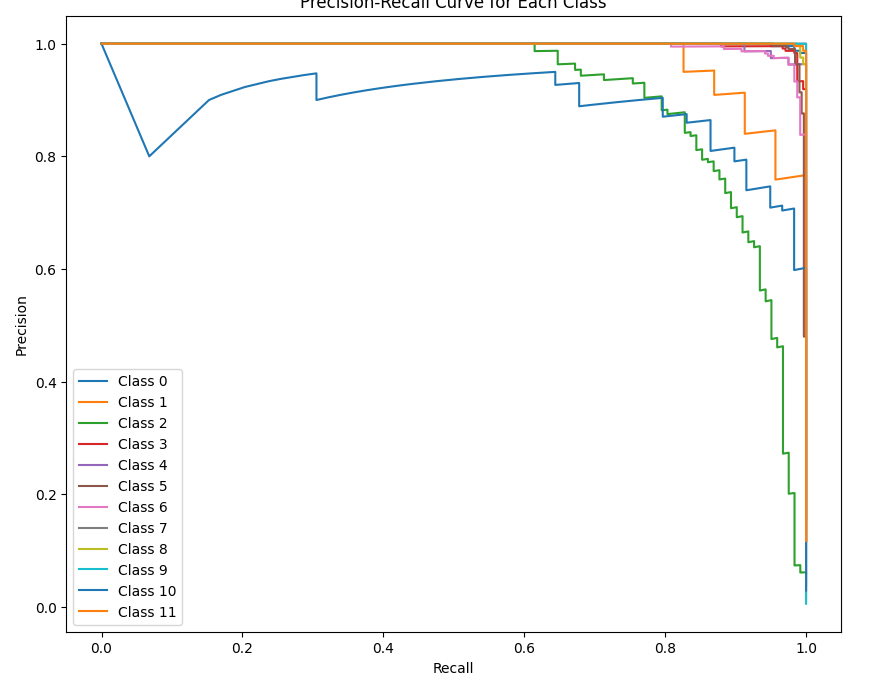 Precision-Recall Curve for Each Class
1.0
0.8
0.6
0.4
0.2
0.0
Precision
Class 0
Class 1
Class 2
Class 3
Class 4
Class 5
Class 6
Class 7
Class 8
Class 9
Class 10
Class 11
0.0 0.2 0.4 0.6 0.8 1.0
Recall